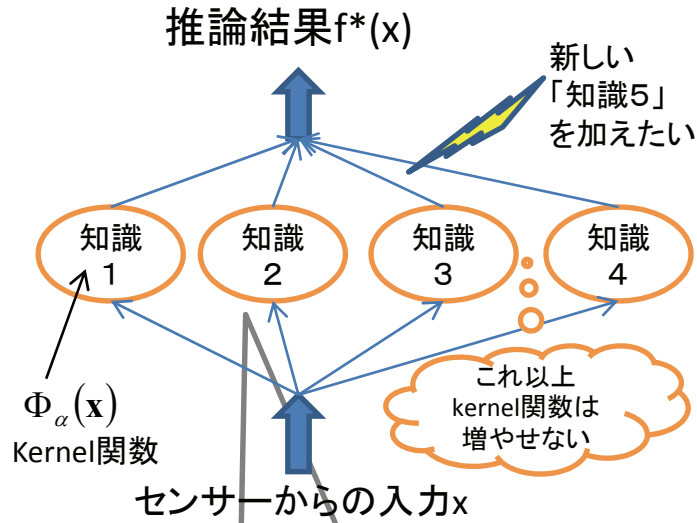 推論結果f*(x)
新しい
「知識5」
を加えたい
知識
1
知識
2
知識
3
知識
4
Φα(x)
Kernel関数
これ以上
kernel関数は
増やせない
センサーからの入力x